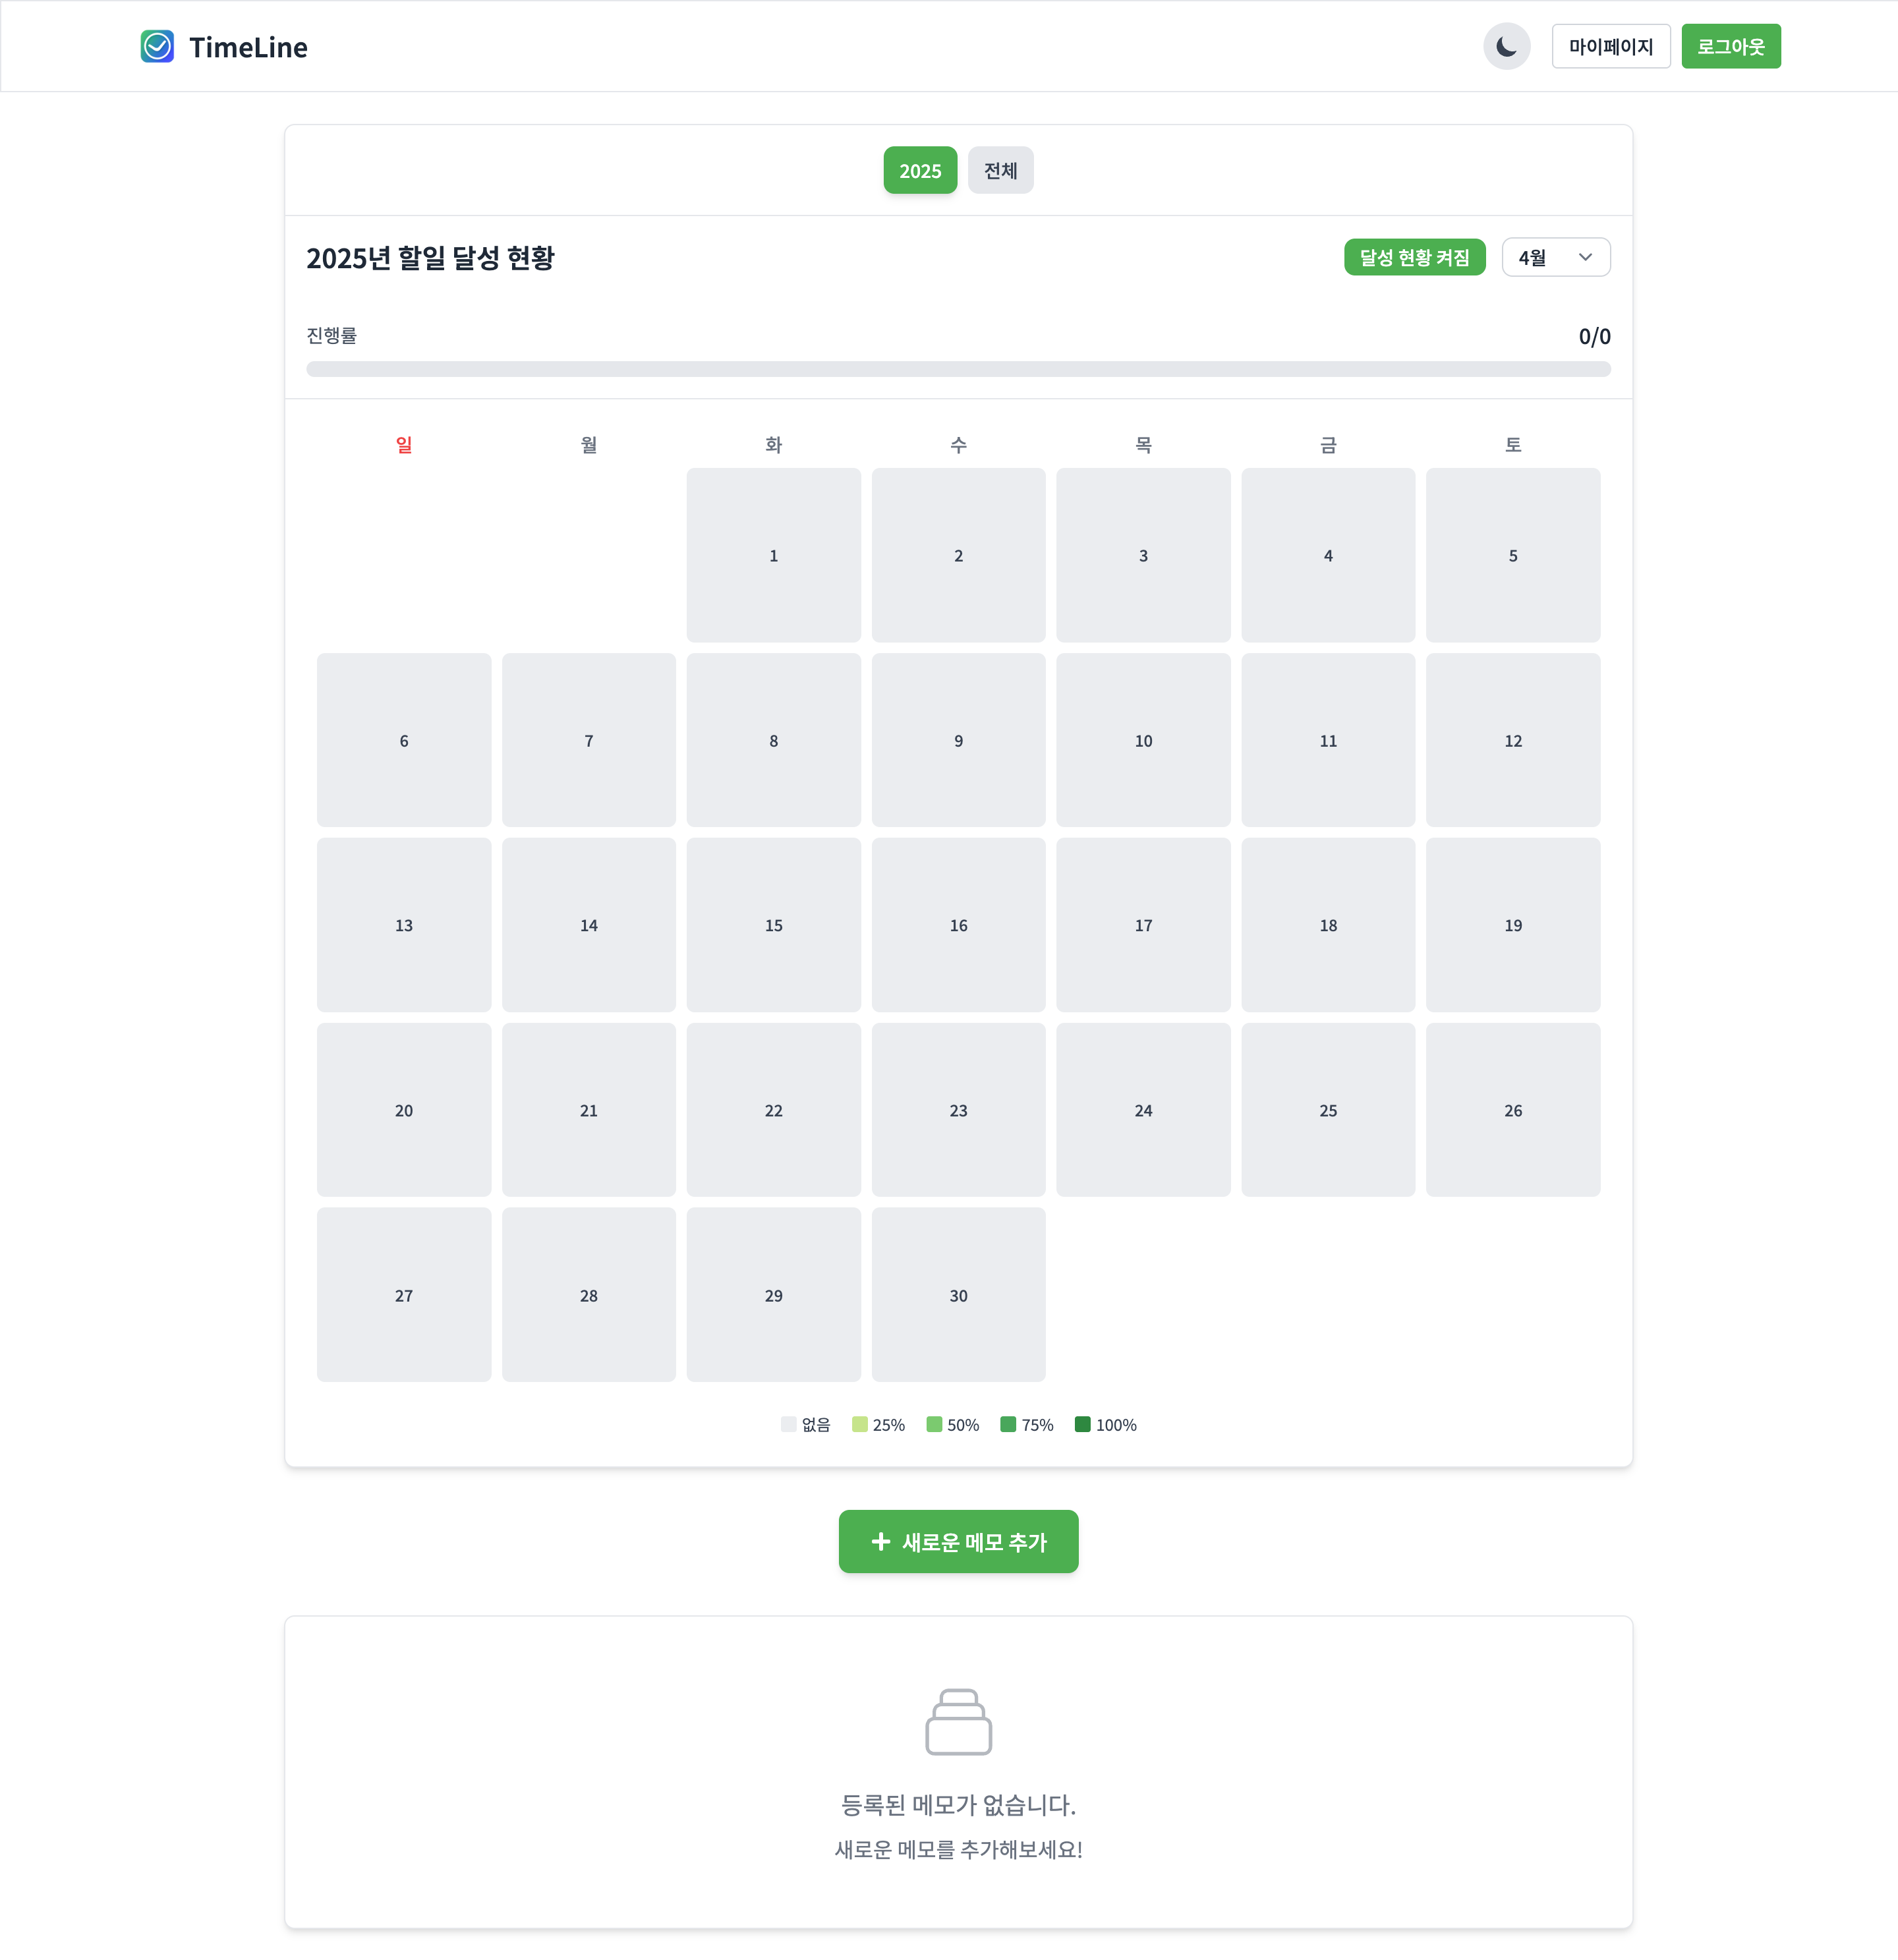 TimeLine
마이페이지
로그아웃
2025
전체
2025년 할일 달성 현황
달성 현황 켜짐
4월
진행률
0/0
일 월 화 수 목 금 토
1 2 3 4 5
6 7 8 9 10 11 12
13 14 15 16 17 18 19
20 21 22 23 24 25 26
27 28 29 30
없음 25% 50% 75% 100%
+ 새로운 메모 추가
등록된 메모가 없습니다.
새로운 메모를 추가해보세요!